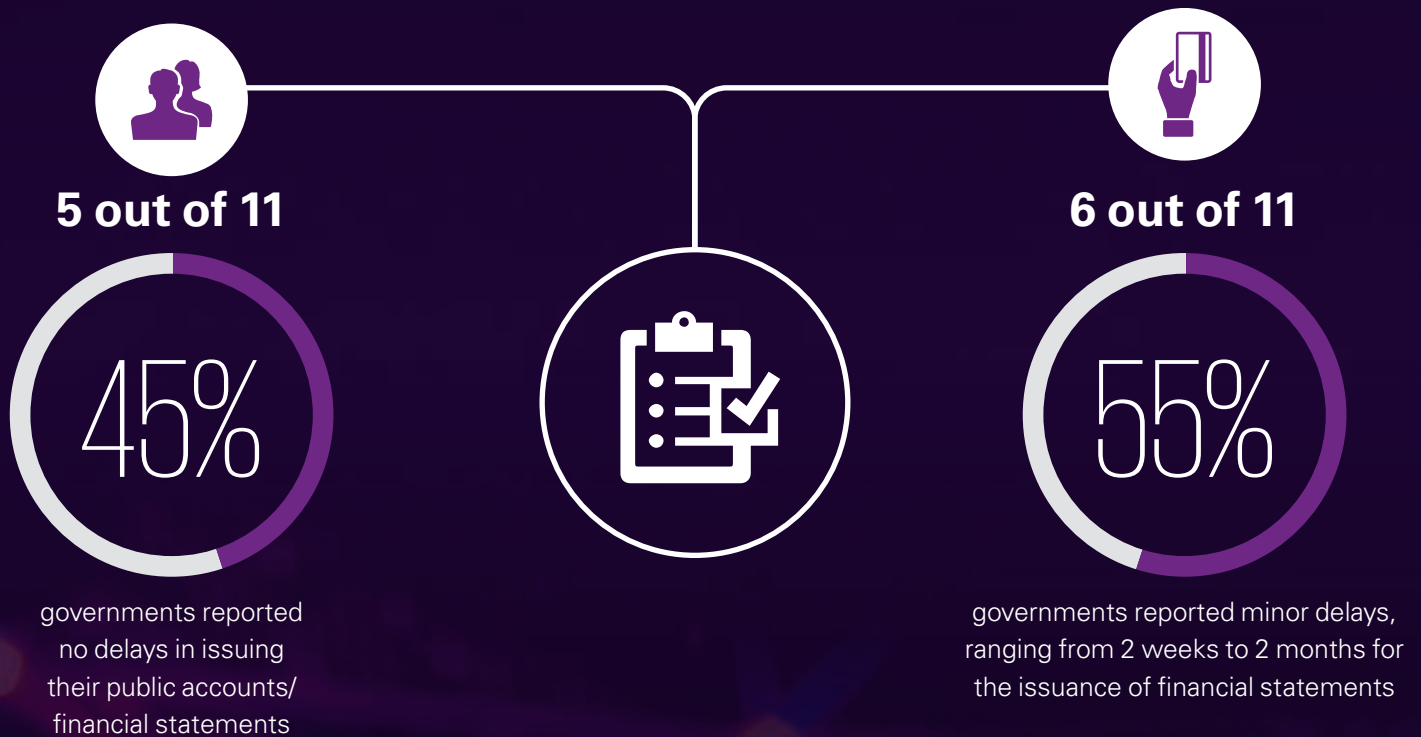 5 out of 11
45%
governments reported
no delays in issuing
their public accounts/
financial statements
6 out of 11
55%
governments reported minor delays,
ranging from 2 weeks to 2 months for
the issuance of financial statements